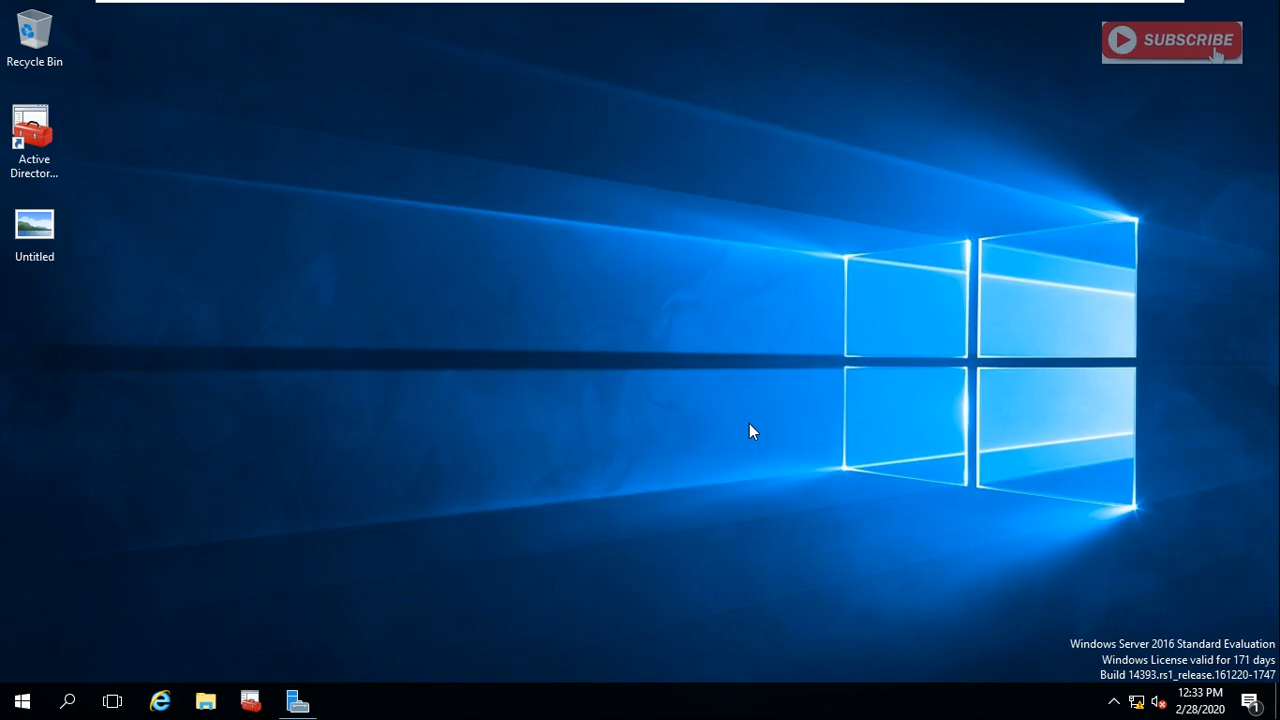 SUBSCRIBE
Recycle Bin
Active
Director...
Untitled
Windows Server 2016 Standard Evaluation
Windows License valid for 171 days
Build 14393.rs1_release.161220-1747
12:33 PM
2/28/2020
1